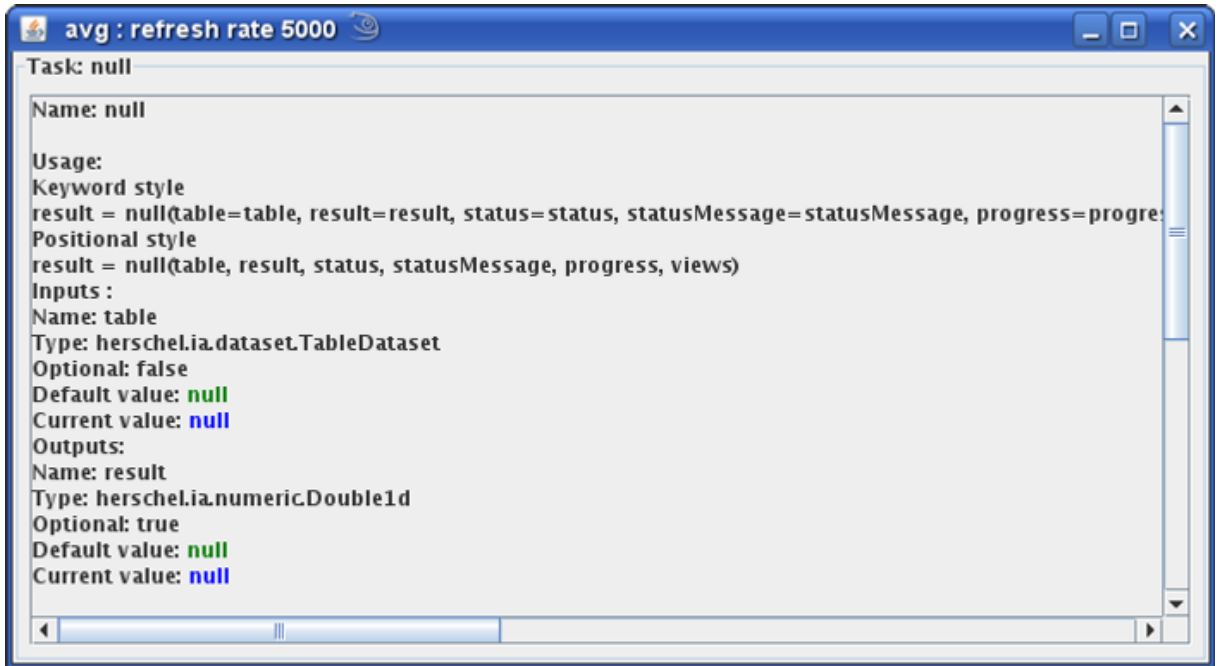 avg : refresh rate 5000
Task: null
Name: null
Usage:
Keyword style
result = null(table=table, result=result, status=status, statusMessage=statusMessage, progress=progre
Positional style
result = null(table, result, status, statusMessage, progress, views)
Inputs :
Name: table
Type: herschel.ia.dataset.TableDataset
Optional: false
Default value: null
Current value: null
Outputs:
Name: result
Type: herschel.ia.numeric.Double1d
Optional: true
Default value: null
Current value: null